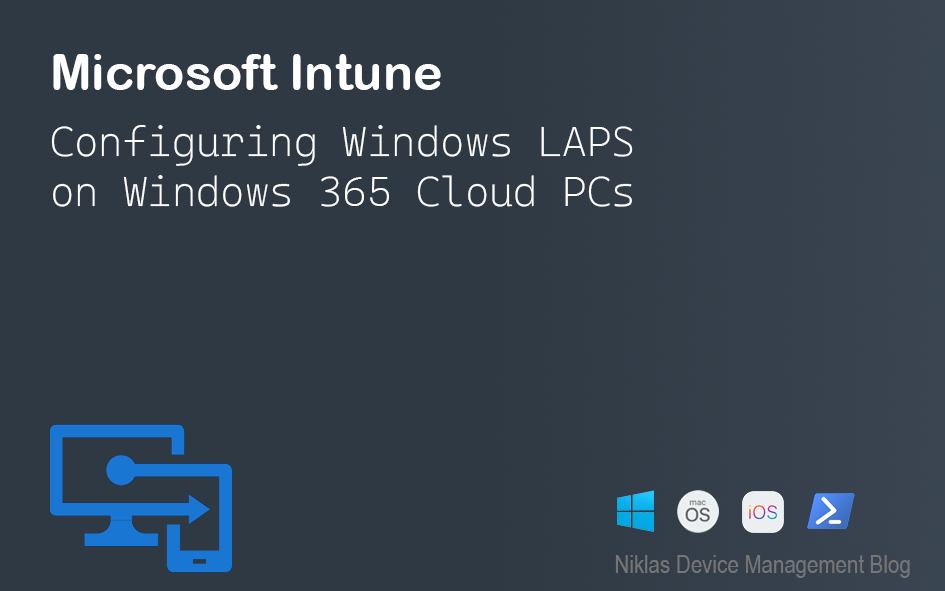 Microsoft Intune
Configuring Windows LAPS
on Windows 365 Cloud PCs
mac
OS
iOS
Niklas Device Management Blog